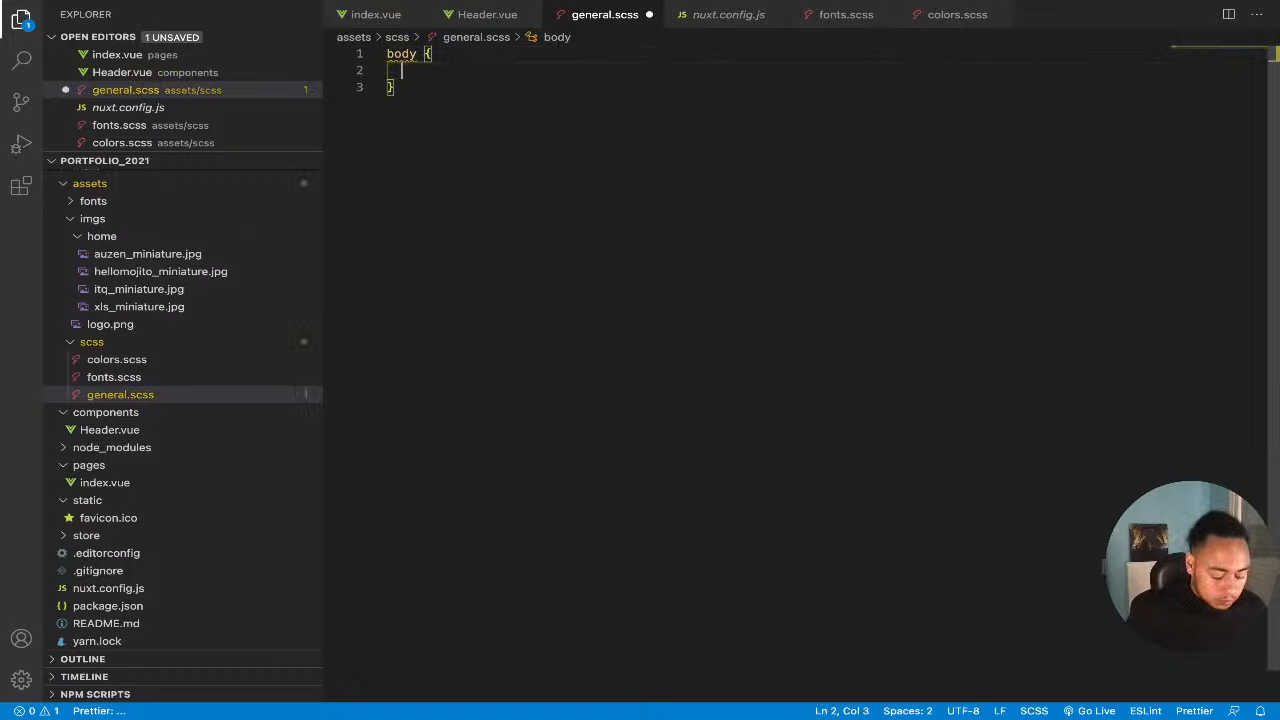 EXPLORER
index.vue
Header.vue
general.scss
nuxt.config.js
fonts.scss
colors.scss
OPEN EDITORS 1 UNSAVED
index.vue pages
Header.vue components
general.scss assets/scss 1
nuxt.config.js
fonts.scss assets/scss
colors.scss assets/scss
PORTFOLIO_2021
assets
fonts
imgs
home
auzen_miniature.jpg
hellomojito_miniature.jpg
itq_miniature.jpg
xls_miniature.jpg
logo.png
scss
colors.scss
fonts.scss
general.scss
components
Header.vue
node_modules
pages
index.vue
static
favicon.ico
store
.editorconfig
.gitignore
nuxt.config.js
package.json
README.md
yarn.lock
OUTLINE
TIMELINE
NPM SCRIPTS
assets > scss > general.scss > body
1 body {
2
3 }
0 1 Prettier: ...
Ln 2, Col 3 Spaces: 2 UTF-8 LF SCSS Go Live ESLint Prettier